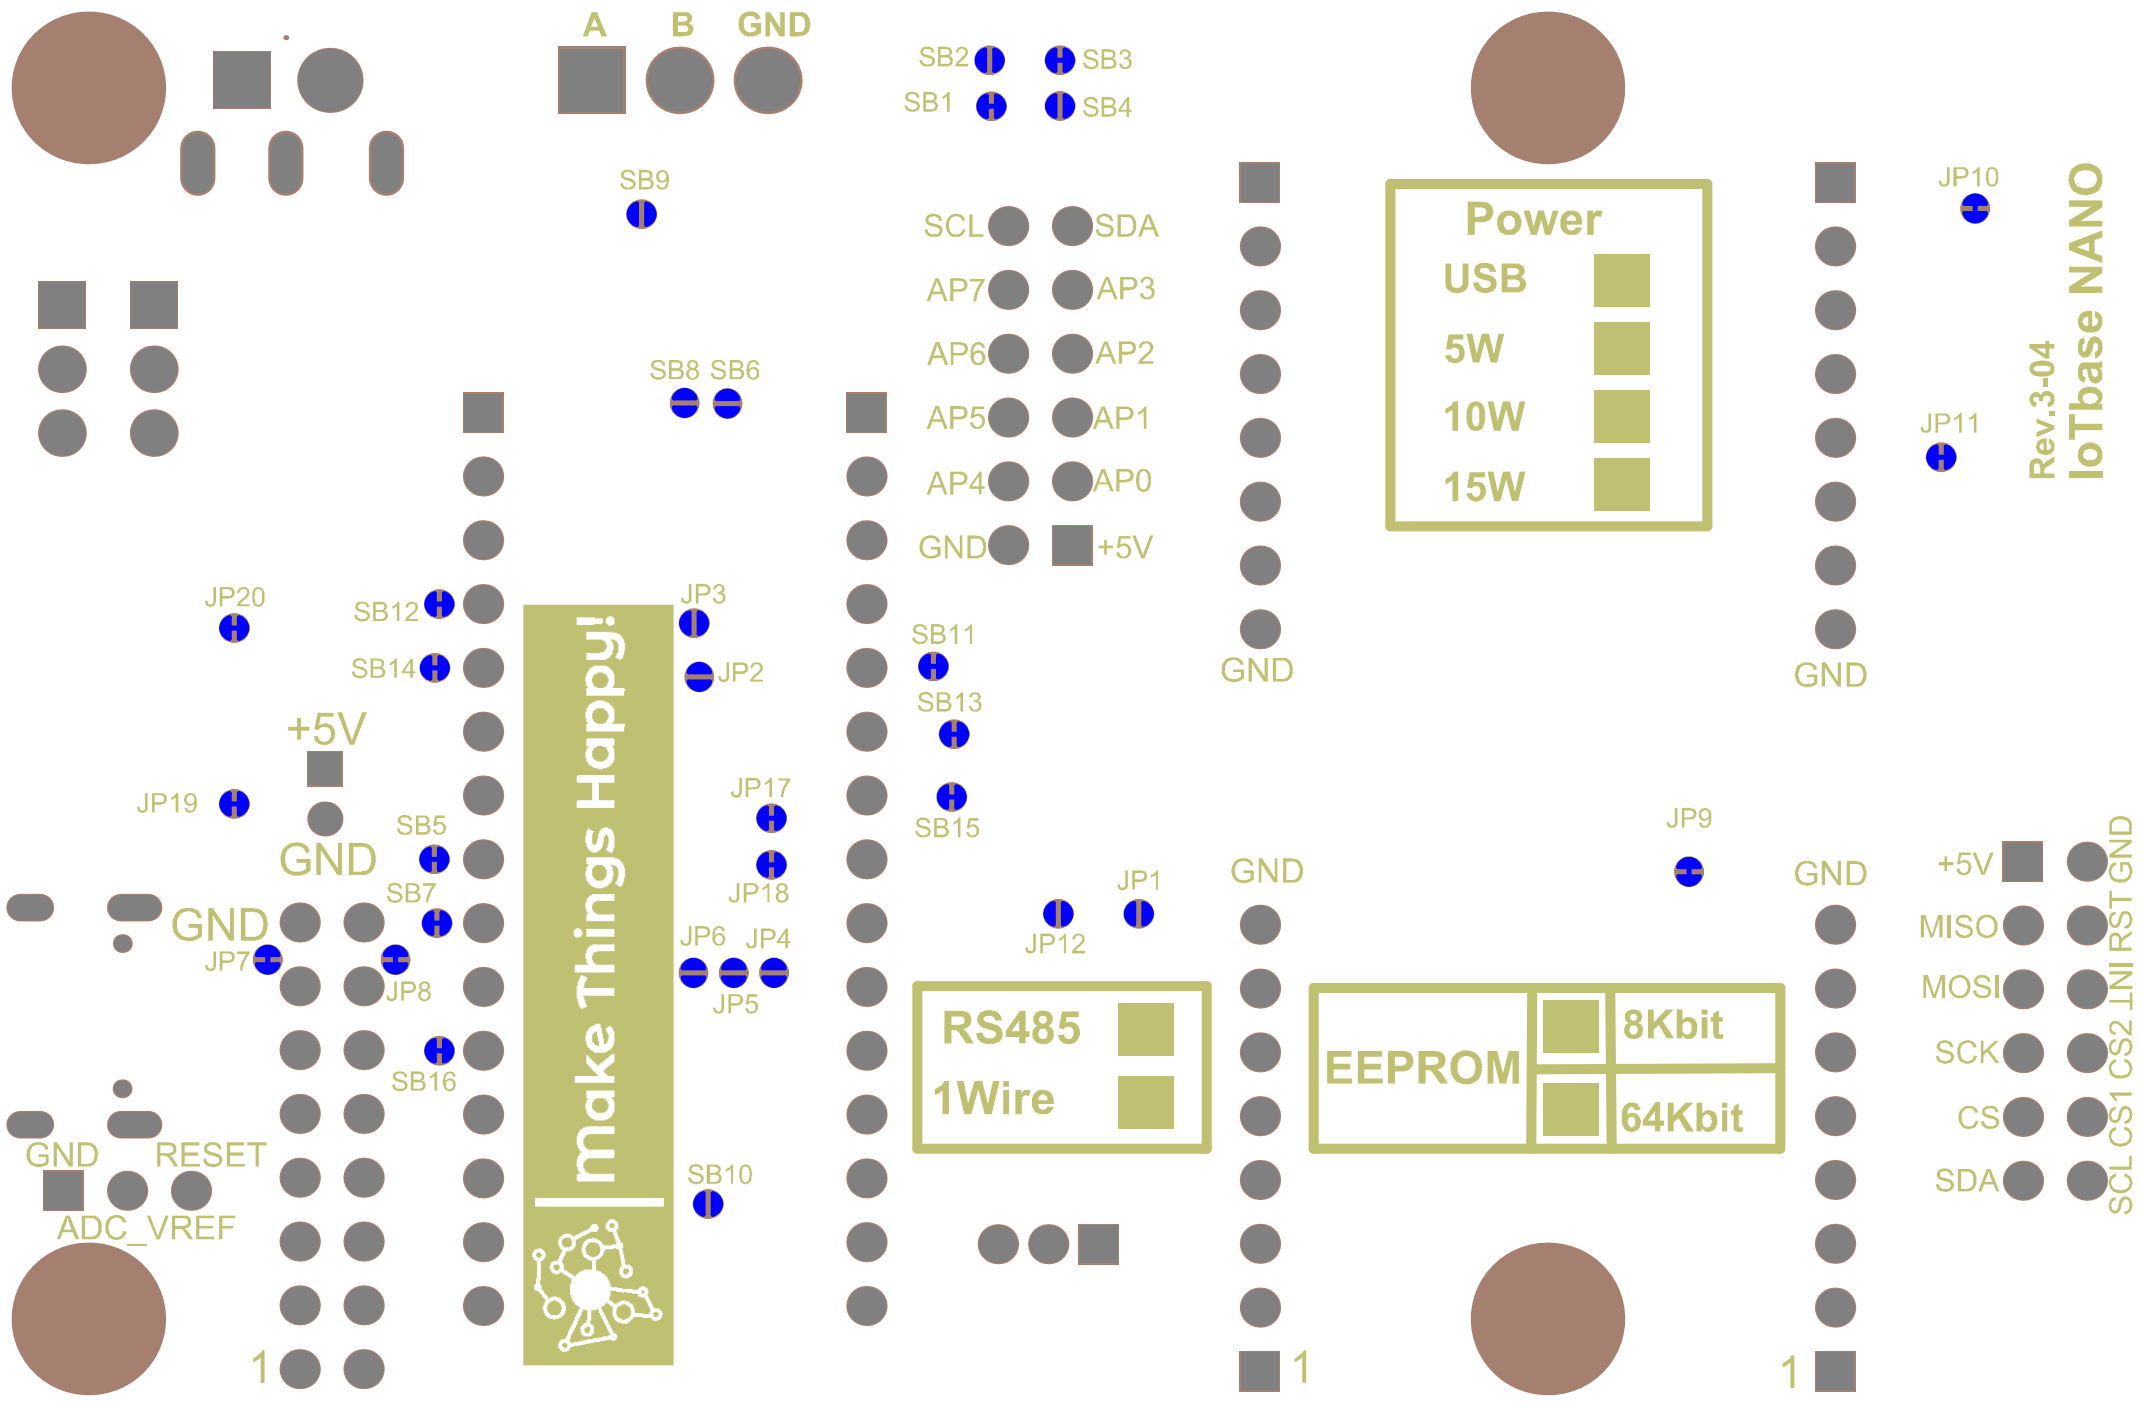 A B GND
SB2 SB3
SB1 SB4
SB9
JP10
SCL SDA
AP7 AP3
AP6 AP2
AP5 AP1
AP4 AP0
GND +5V
SB8 SB6
Power
USB
5W
10W
15W
JP11
Rev.3-04
IoTbase NANO
JP20
SB12
SB14
JP3
JP2
make Things Happy!
SB11
SB13
SB15
GND
GND
+5V
GND
JP19
SB5
SB7
GND
JP7
JP8
SB16
JP17
JP18
JP6 JP4
JP5
JP12
JP1
GND
JP9
GND
RS485
1Wire
EEPROM
8Kbit
64Kbit
+5V
MISO
MOSI
SCK
CS
SDA
SCL CS1 CS2 INT RST GND
GND RESET
ADC_VREF
SB10
1
1
1